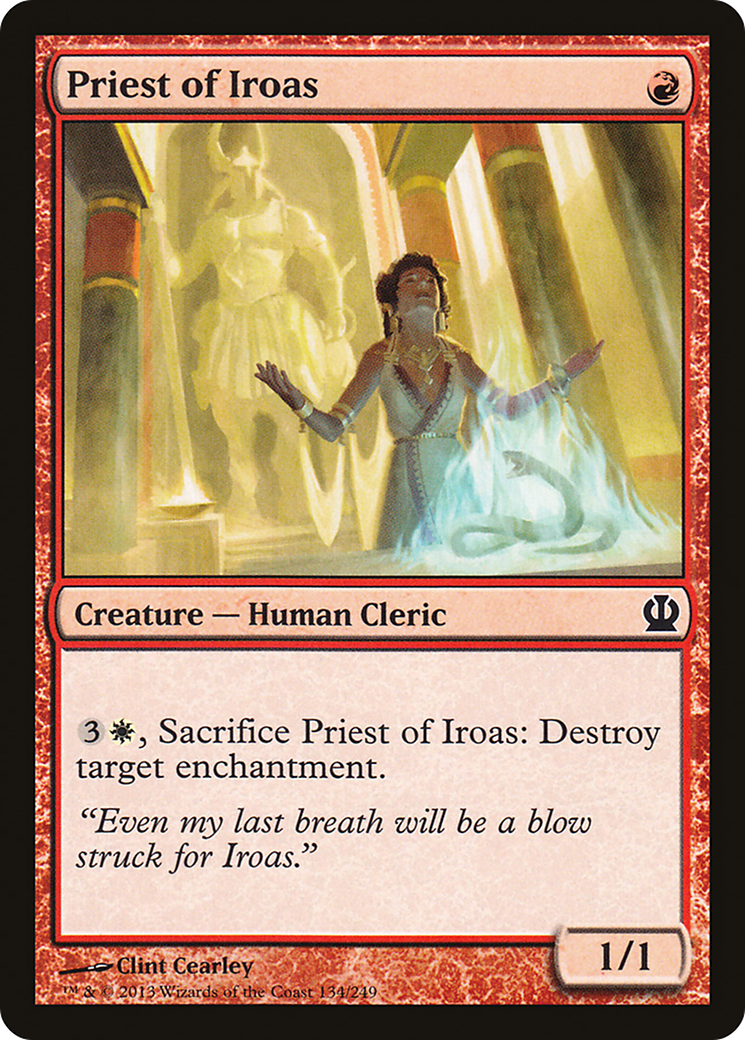 Priest of Iroas
Creature — Human Cleric
3, Sacrifice Priest of Iroas: Destroy
target enchantment.
“Even my last breath will be a blow
struck for Iroas.”
1/1
Clint Cearley
™ & © 2013 Wizards of the Coast 134/249